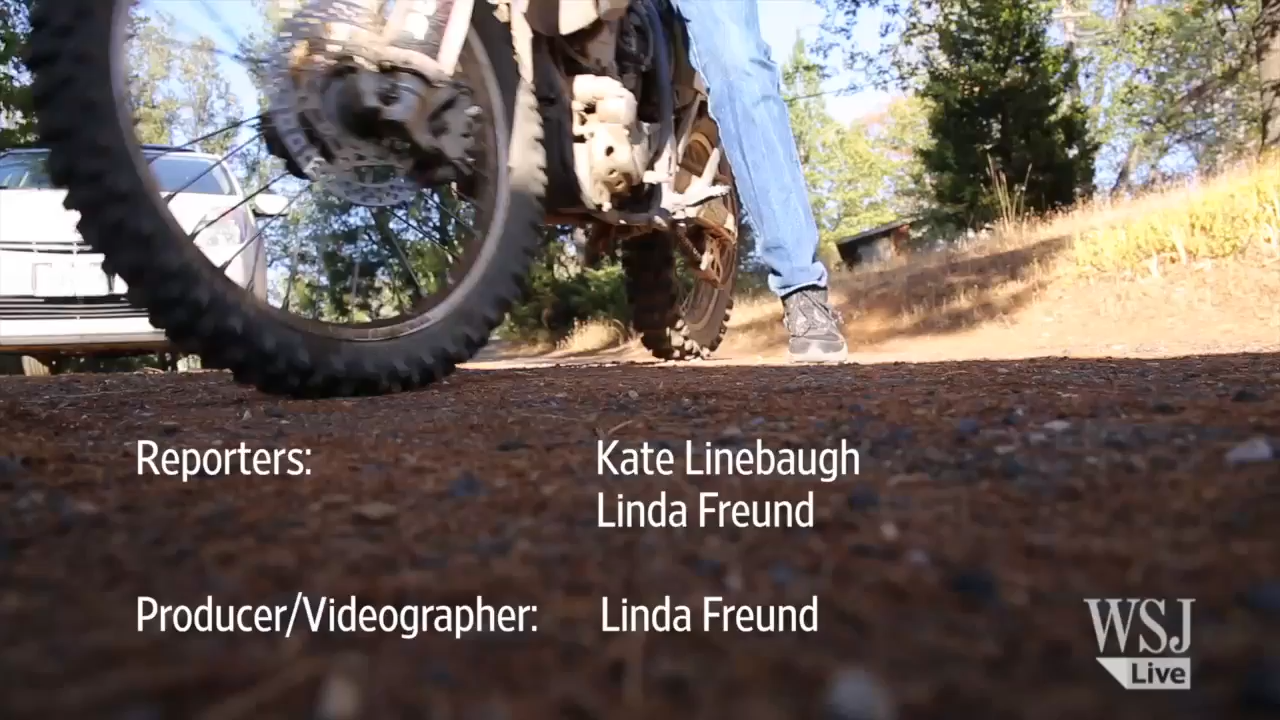 Reporters: Kate Linebaugh
Linda Freund
Producer/Videographer: Linda Freund
WSJ
Live